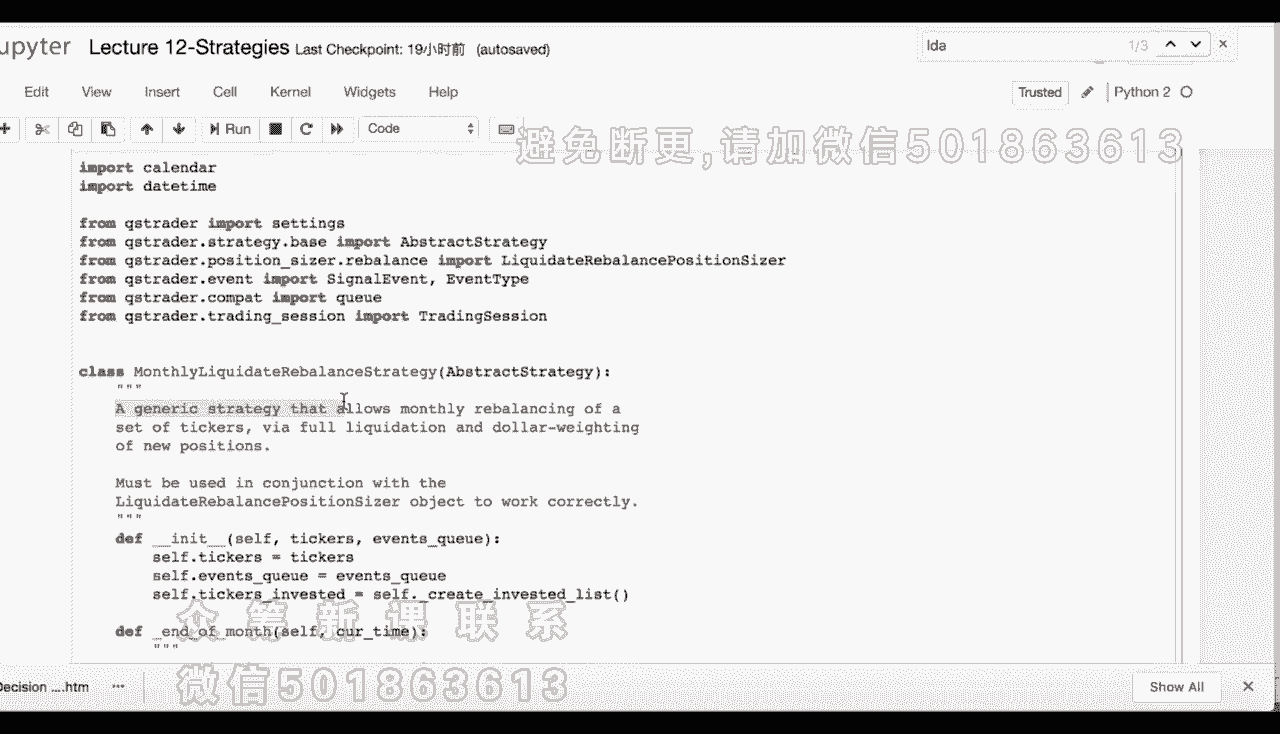 upyter Lecture 12-Strategies Last Checkpoint: 19小时前 (autosaved)
lda 1/3
Edit View Insert Cell Kernel Widgets Help Trusted Python 2
Run Code
避免断更,请加微信501863613
import calendar
import datetime
from qstrader import settings
from qstrader.strategy.base import AbstractStrategy
from qstrader.position_sizer.rebalance import LiquidateRebalancePositionSizer
from qstrader.event import SignalEvent, EventType
from qstrader.compat import queue
from qstrader.trading_session import TradingSession
class MonthlyLiquidateRebalanceStrategy(AbstractStrategy):
"""
A generic strategy that allows monthly rebalancing of a
set of tickers, via full liquidation and dollar-weighting
of new positions.
Must be used in conjunction with the
LiquidateRebalancePositionSizer object to work correctly.
"""
def __init__(self, tickers, events_queue):
self.tickers = tickers
self.events_queue = events_queue
self.tickers_invested = self._create_invested_list()
众筹新课联系
def _end_of_month(self, cur_time):
"""
微信501863613
Decision ....htm Show All